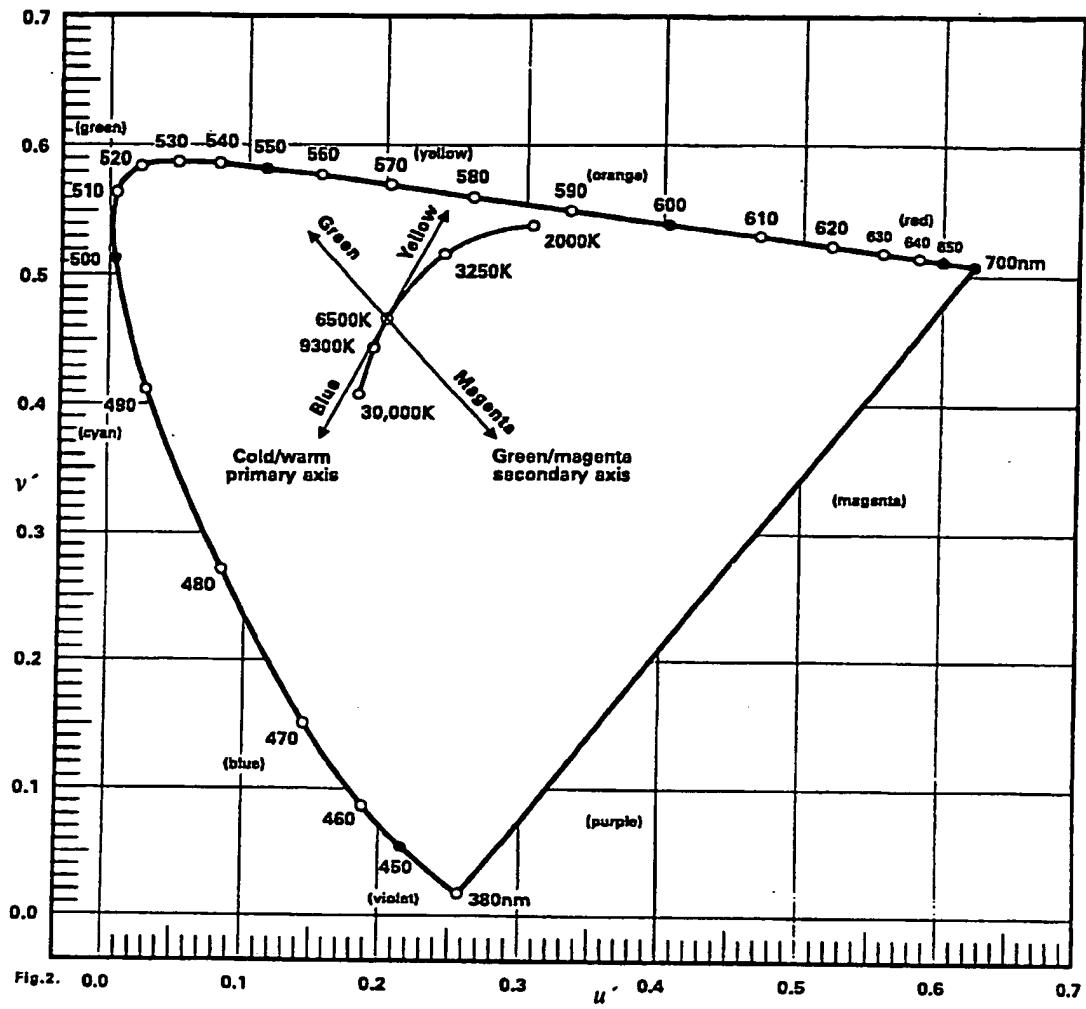 0.7
(green)
0.6
520
530
540
550
560
570
(yellow)
580
590
(orange)
600
610
620
(red)
630
640
650
700nm
510
Green
Yellow
2000K
3250K
500
0.5
6500K
9300K
Blue
Magenta
30,000K
490
0.4
(cyan)
Cold/warm
primary axis
Green/magenta
secondary axis
v´
(magenta)
0.3
480
0.2
470
(blue)
0.1
460
(purple)
450
(violet)
380nm
0.0
Fig.2.
0.0
0.1
0.2
0.3
u´
0.4
0.5
0.6
0.7